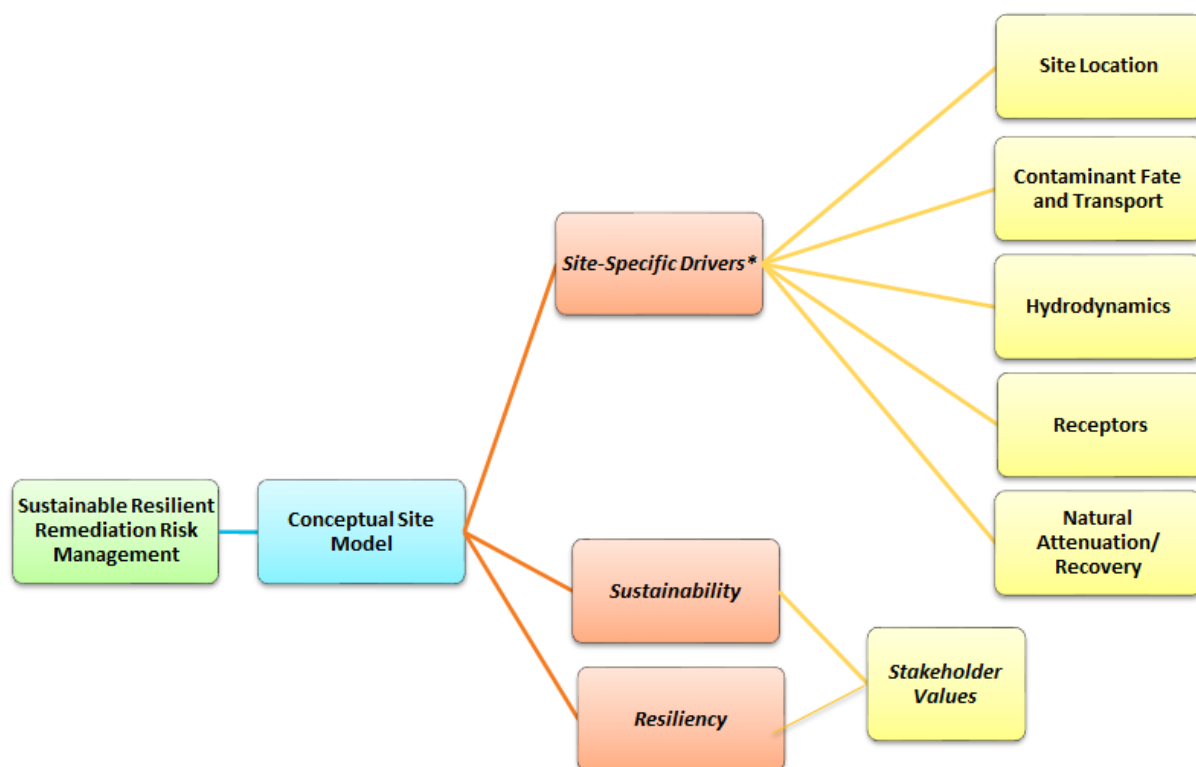 Site Location
Contaminant Fate
and Transport
Site-Specific Drivers*
Hydrodynamics
Receptors
Sustainable Resilient
Remediation Risk
Management
Conceptual Site
Model
Natural
Attenuation/
Recovery
Sustainability
Stakeholder
Values
Resiliency